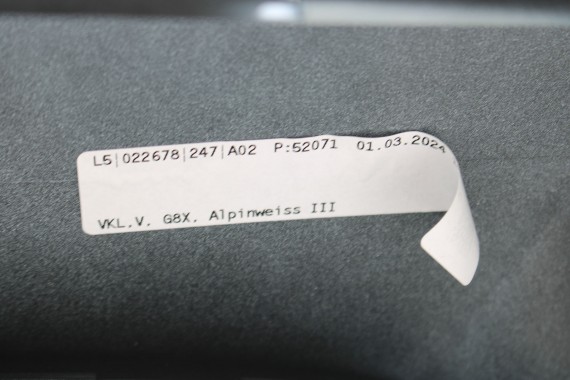 L5|022678|247|A02 P:52071 01.03.2024
VKL.V. G8X. Alpinweiss III